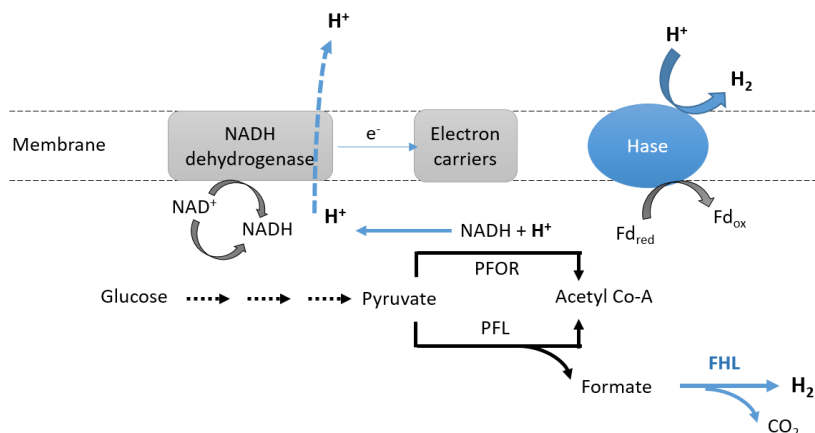 H⁺
H⁺
H₂
Membrane
NADH
dehydrogenase
e⁻
Electron
carriers
Hase
NAD⁺
NADH
H⁺
NADH + H⁺
Fd_red
Fd_ox
PFOR
Glucose
Pyruvate
Acetyl Co-A
PFL
Formate
FHL
H₂
CO₂